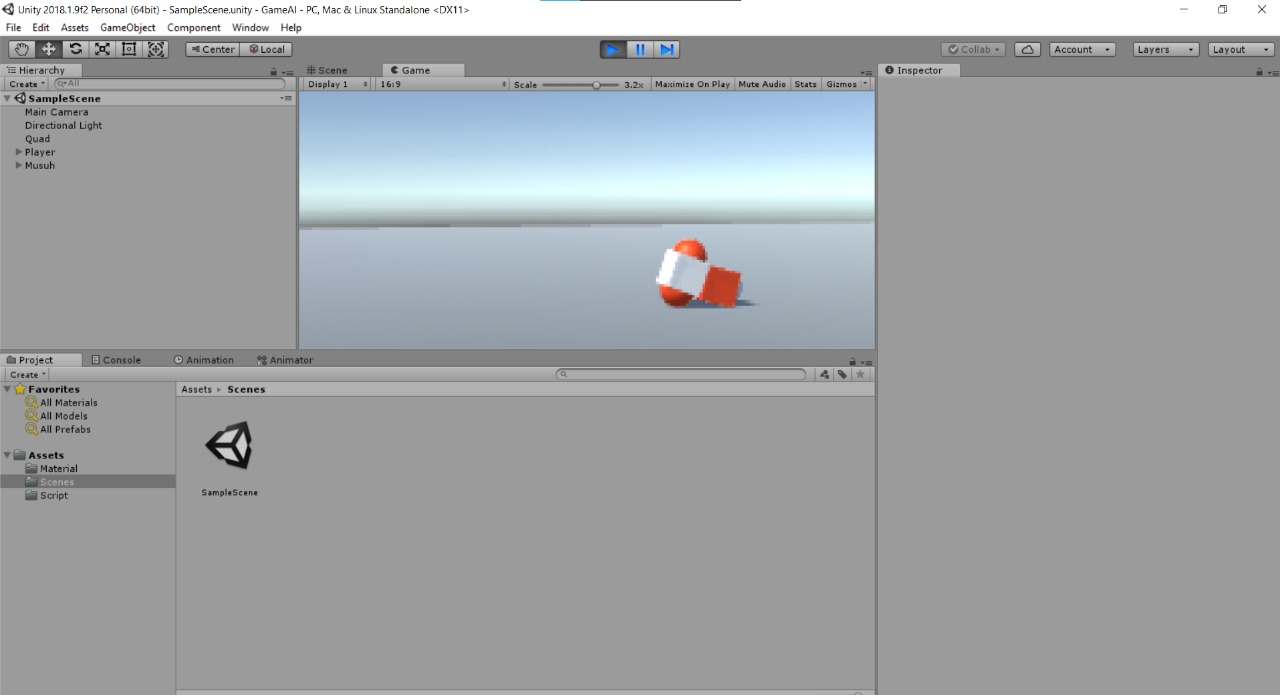 Unity 2018.1.9f2 Personal (64bit) - SampleScene.unity - GameAI - PC, Mac & Linux Standalone <DX11>
File Edit Assets GameObject Component Window Help
Center Local Collab Account Layers Layout
Hierarchy
Create All
SampleScene
Main Camera
Directional Light
Quad
Player
Musuh
Scene Game
Display 1 16:9 Scale 3.2x Maximize On Play Mute Audio Stats Gizmos
Inspector
Project Console Animation Animator
Create
Favorites
All Materials
All Models
All Prefabs
Assets
Material
Scenes
Script
Assets Scenes
SampleScene